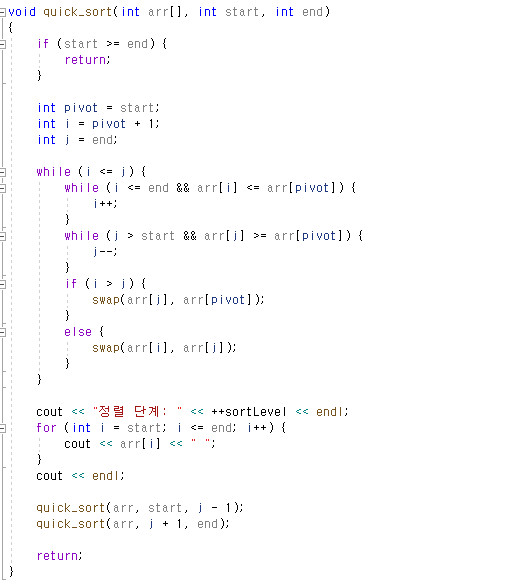 void quick_sort(int arr[], int start, int end)
{
    if (start >= end) {
        return;
    }

    int pivot = start;
    int i = pivot + 1;
    int j = end;

    while (i <= j) {
        while (i <= end && arr[i] <= arr[pivot]) {
            i++;
        }
        while (j > start && arr[j] >= arr[pivot]) {
            j--;
        }
        if (i > j) {
            swap(arr[j], arr[pivot]);
        }
        else {
            swap(arr[i], arr[j]);
        }
    }

    cout << "정렬 단계: " << ++sortLevel << endl;
    for (int i = start; i <= end; i++) {
        cout << arr[i] << " ";
    }
    cout << endl;

    quick_sort(arr, start, j - 1);
    quick_sort(arr, j + 1, end);

    return;
}